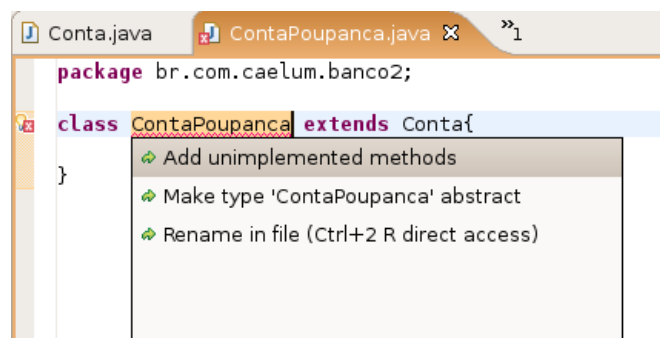 Conta.java ContaPoupanca.java »1
package br.com.caelum.banco2;
class ContaPoupanca extends Conta{
Add unimplemented methods
}
Make type 'ContaPoupanca' abstract
Rename in file (Ctrl+2 R direct access)